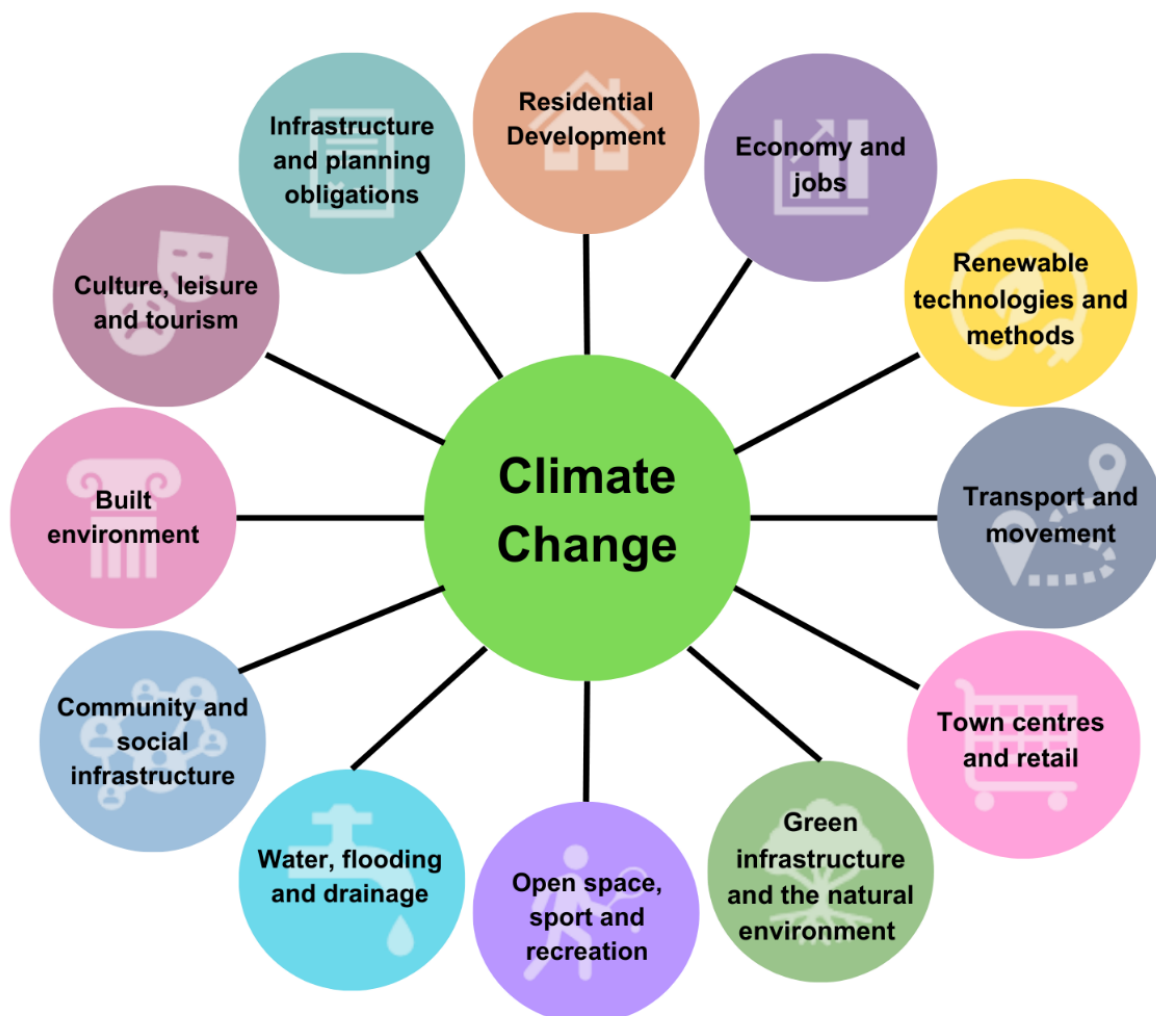 Residential
Development
Economy and
jobs
Renewable
technologies and
methods
Transport and
movement
Town centres
and retail
Green
infrastructure
and the natural
environment
Open space,
sport and
recreation
Water, flooding
and drainage
Community and
social
infrastructure
Built
environment
Culture, leisure
and tourism
Infrastructure
and planning
obligations
Climate
Change